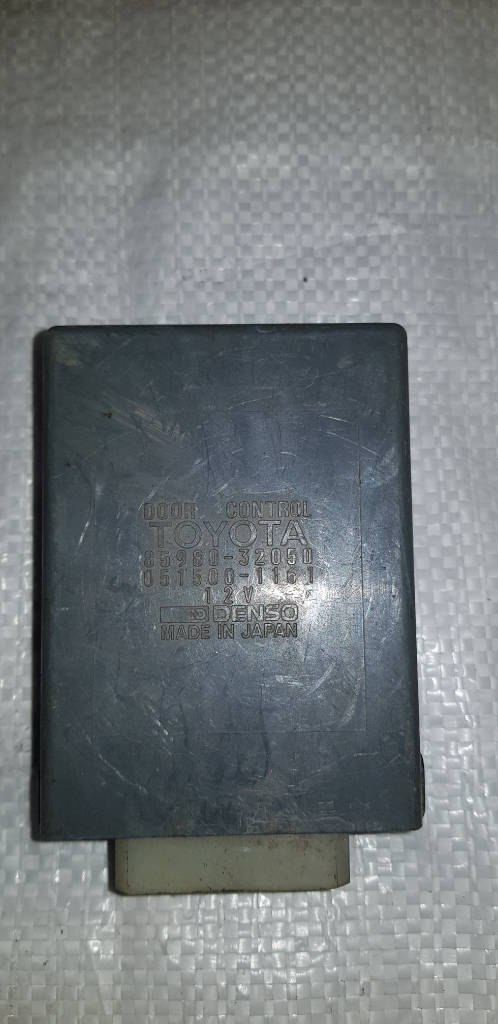 DOOR CONTROL
TOYOTA
85980-32050
051500-1161
12V
DENSO
MADE IN JAPAN